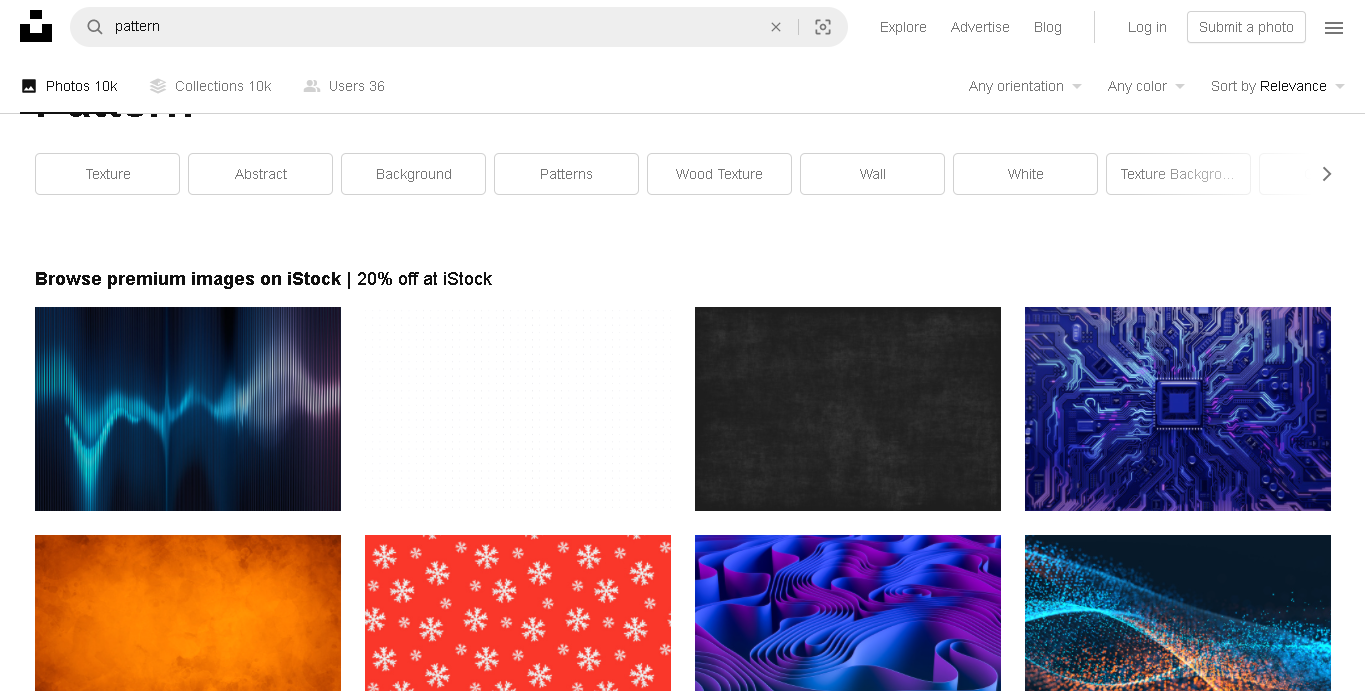 pattern
Explore
Advertise
Blog
Log in
Submit a photo
Photos 10k
Collections 10k
Users 36
Any orientation
Any color
Sort by Relevance
Texture
Abstract
Background
Patterns
Wood Texture
Wall
White
Texture Backgro...
Browse premium images on iStock | 20% off at iStock